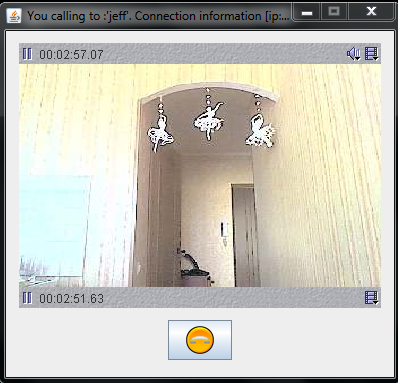 You calling to :'jeff'. Connection information [ip:...
00:02:57.07
00:02:51.63